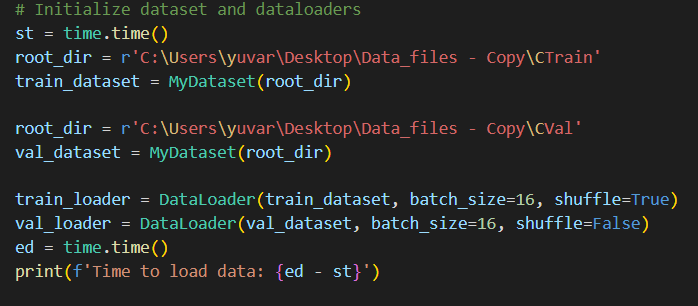 # Initialize dataset and dataloaders
st = time.time()
root_dir = r'C:\Users\yuvar\Desktop\Data_files - Copy\CTrain'
train_dataset = MyDataset(root_dir)
root_dir = r'C:\Users\yuvar\Desktop\Data_files - Copy\CVal'
val_dataset = MyDataset(root_dir)
train_loader = DataLoader(train_dataset, batch_size=16, shuffle=True)
val_loader = DataLoader(val_dataset, batch_size=16, shuffle=False)
ed = time.time()
print(f'Time to load data: {ed - st}')